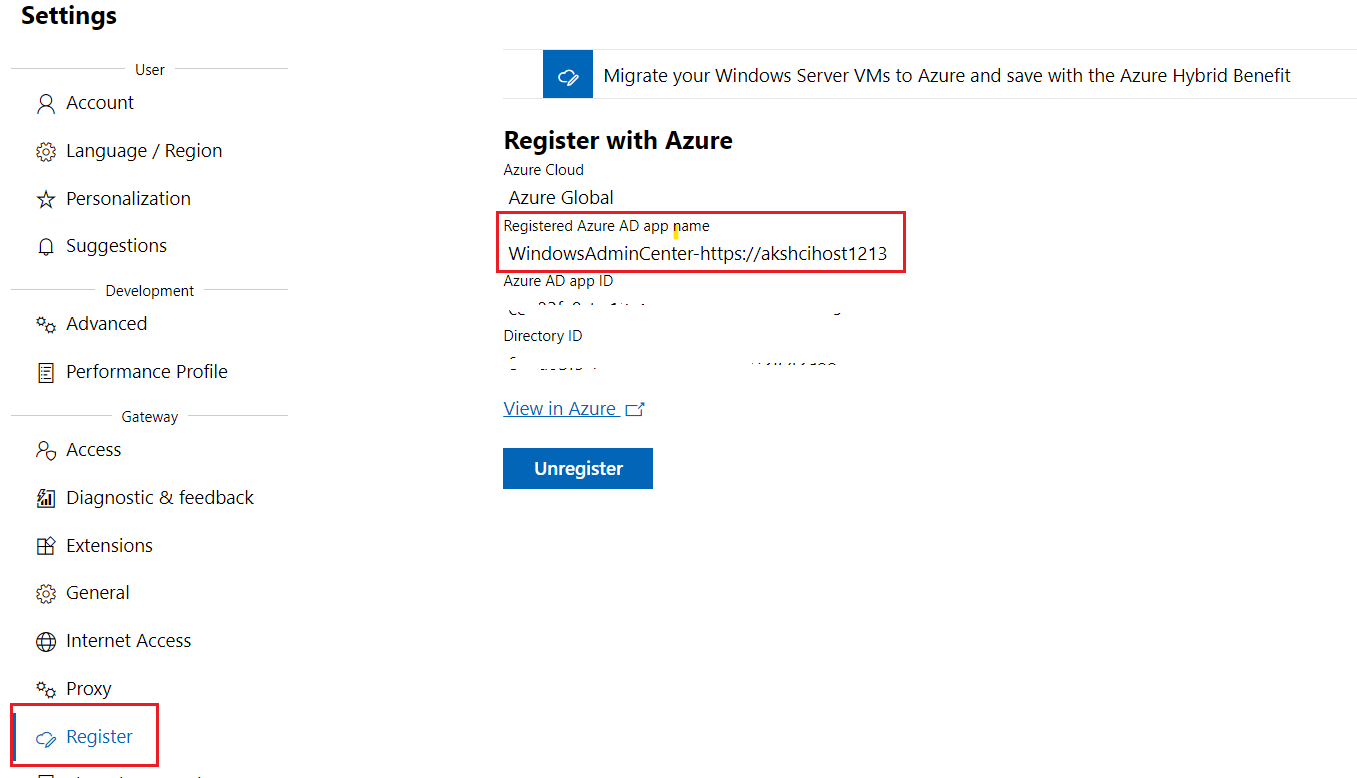 Settings
User
Account
Language / Region
Personalization
Suggestions
Development
Advanced
Performance Profile
Gateway
Access
Diagnostic & feedback
Extensions
General
Internet Access
Proxy
Register
Migrate your Windows Server VMs to Azure and save with the Azure Hybrid Benefit
Register with Azure
Azure Cloud
Azure Global
Registered Azure AD app name
WindowsAdminCenter-https://akshcihost1213
Azure AD app ID
Directory ID
View in Azure
Unregister